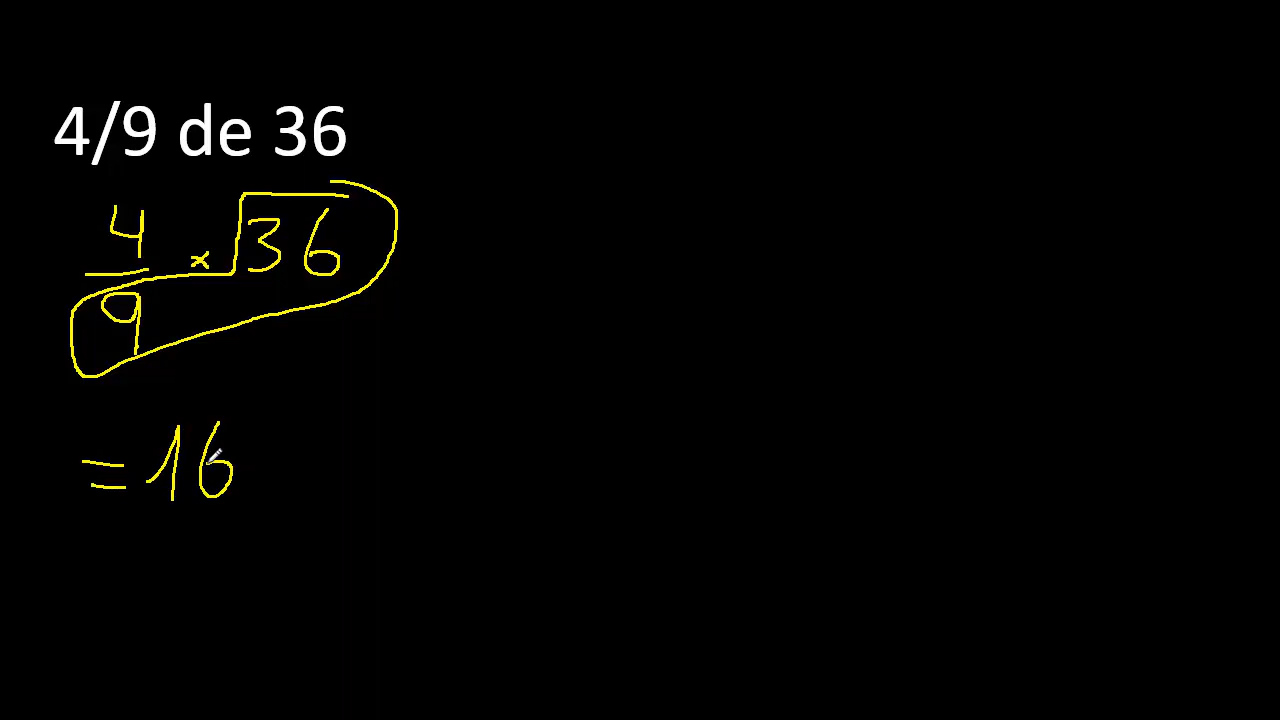 4/9 de 36
4/9 × 36
= 16